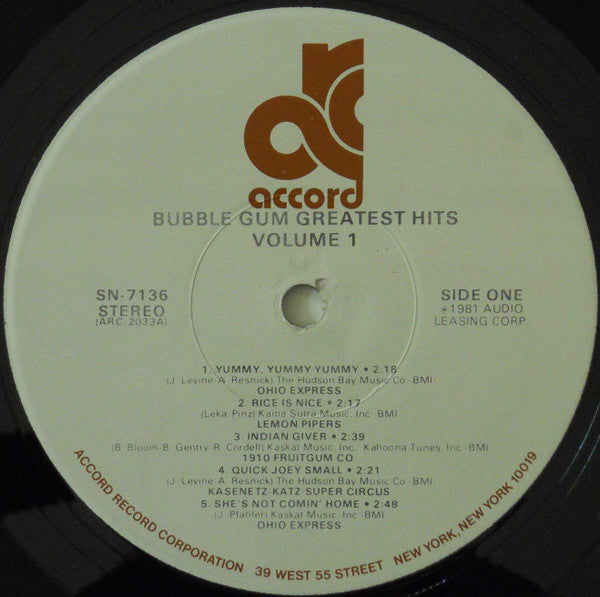 accord
BUBBLE GUM GREATEST HITS
VOLUME 1
SN-7136
STEREO
(ARC-2033A)
SIDE ONE
℗1981 AUDIO
LEASING CORP.
1. YUMMY, YUMMY YUMMY • 2:18
(J. Levine-A. Resnick) The Hudson Bay Music Co.-BMI
OHIO EXPRESS
2. RICE IS NICE • 2:17
(Leka-Pinz) Kama Sutra Music, Inc.-BMI
LEMON PIPERS
3. INDIAN GIVER • 2:39
(B. Bloom-B. Gentry-R. Cordell) Kaskat Music, Inc.-Kahoona Tunes, Inc.-BMI
1910 FRUITGUM CO.
4. QUICK JOEY SMALL • 2:21
(J. Levine-A. Resnick) The Hudson Bay Music Co.-BMI
KASENETZ-KATZ SUPER CIRCUS
5. SHE'S NOT COMIN' HOME • 2:48
(J. Pfahler) Kaskat Music, Inc.-BMI
OHIO EXPRESS
ACCORD RECORD CORPORATION 39 WEST 55 STREET NEW YORK, NEW YORK 10019